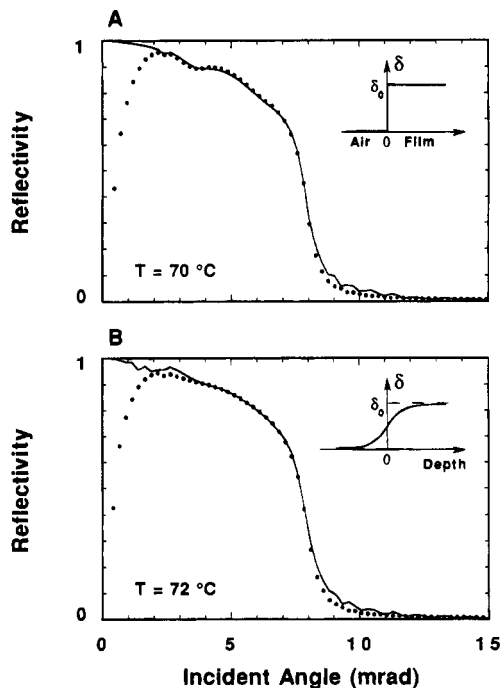 A
Reflectivity
1
0
T = 70 °C
δ
δ₀
Air 0 Film
B
Reflectivity
1
0
T = 72 °C
δ
δ₀
0
Depth
0 5 10 15
Incident Angle (mrad)